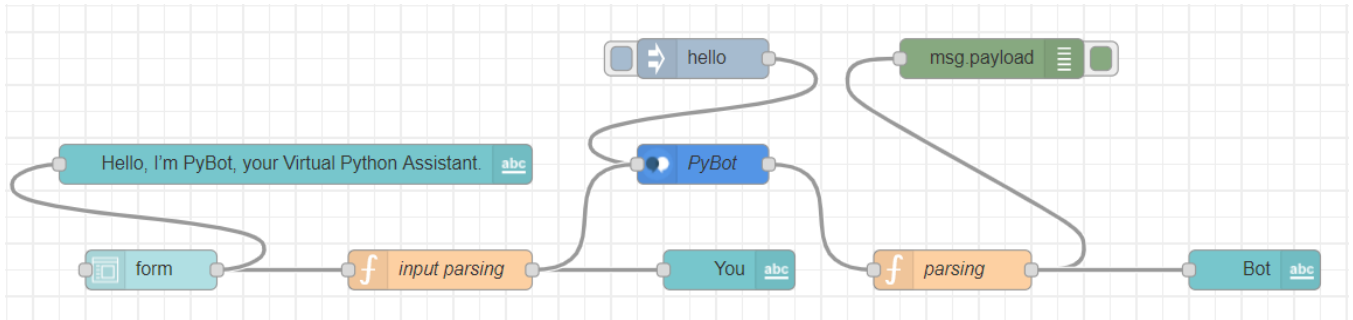 hello
msg.payload
Hello, I’m PyBot, your Virtual Python Assistant.
abc
PyBot
form
input parsing
You
abc
parsing
Bot
abc